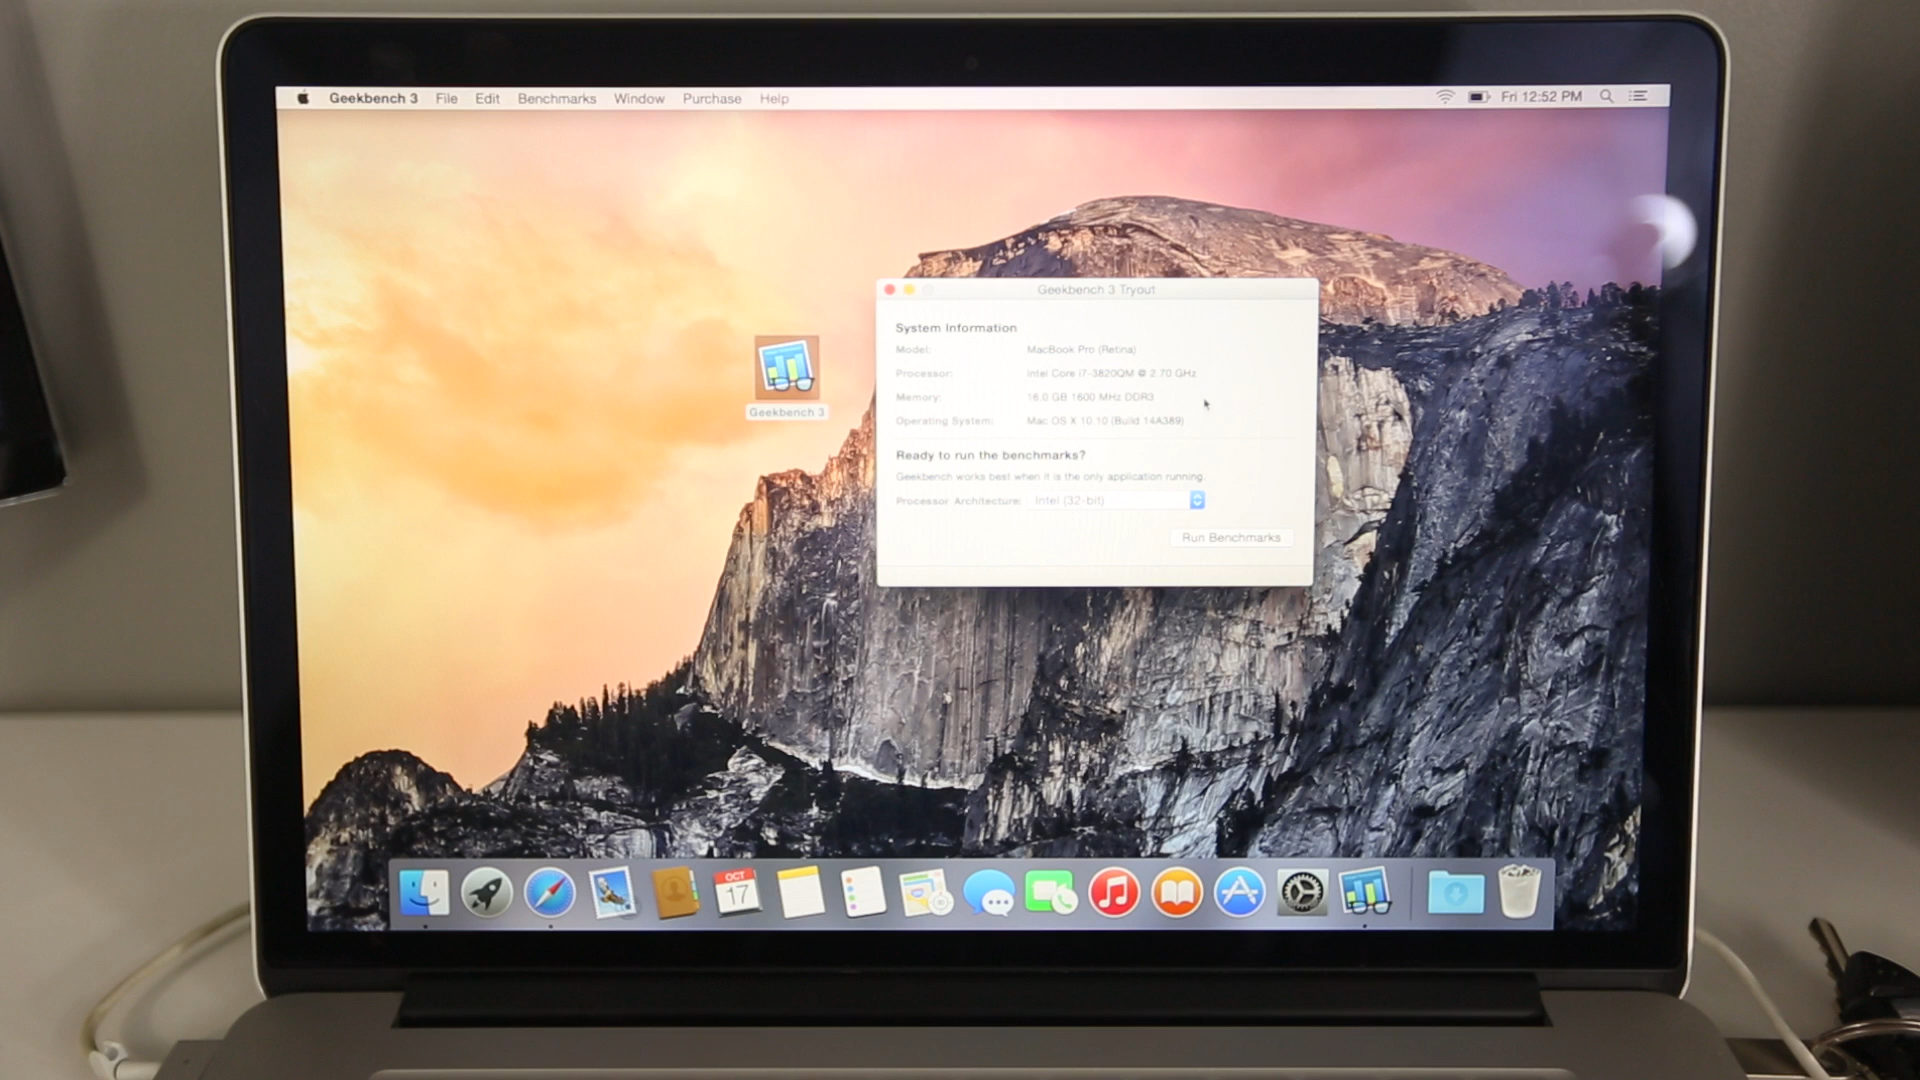 Geekbench 3 File Edit Benchmarks Window Purchase Help Fri 12:52 PM
Geekbench 3 Tryout
System Information
Model: MacBook Pro (Retina)
Processor: Intel Core i7-3820QM @ 2.70 GHz
Memory: 16.0 GB 1600 MHz DDR3
Operating System: Mac OS X 10.10 (Build 14A389)
Geekbench 3
Ready to run the benchmarks?
Geekbench works best when it is the only application running.
Processor Architecture: Intel (32-bit)
Run Benchmarks
OCT
17